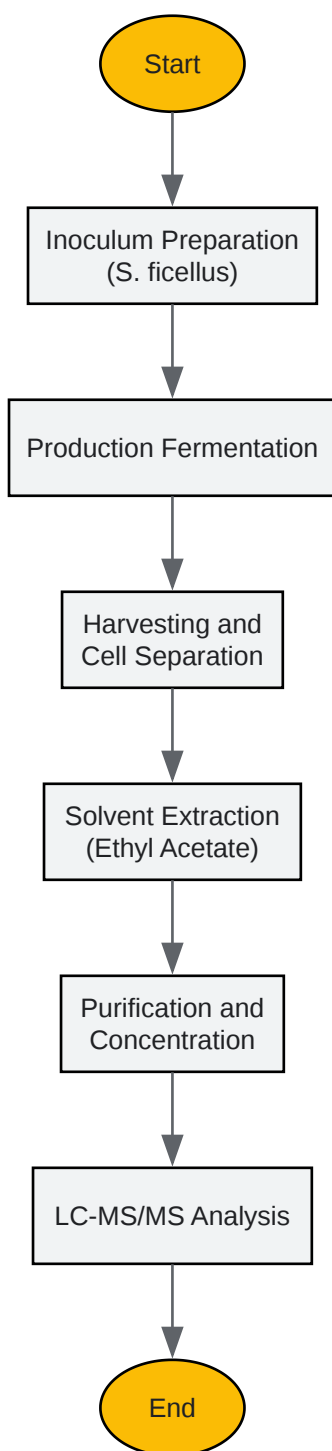 Start
Inoculum Preparation
(S. ficellus)
Production Fermentation
Harvesting and
Cell Separation
Solvent Extraction
(Ethyl Acetate)
Purification and
Concentration
LC-MS/MS Analysis
End